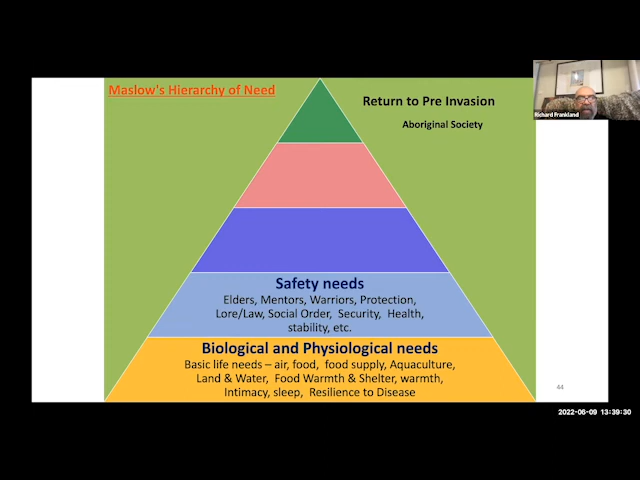 Maslow's Hierarchy of Need
Return to Pre Invasion
Aboriginal Society
Richard Frankland
Safety needs
Elders, Mentors, Warriors, Protection,
Lore/Law, Social Order, Security, Health,
stability, etc.
Biological and Physiological needs
Basic life needs – air, food, food supply, Aquaculture,
Land & Water, Food Warmth & Shelter, warmth,
Intimacy, sleep, Resilience to Disease
44
2022-06-09 13:39:30